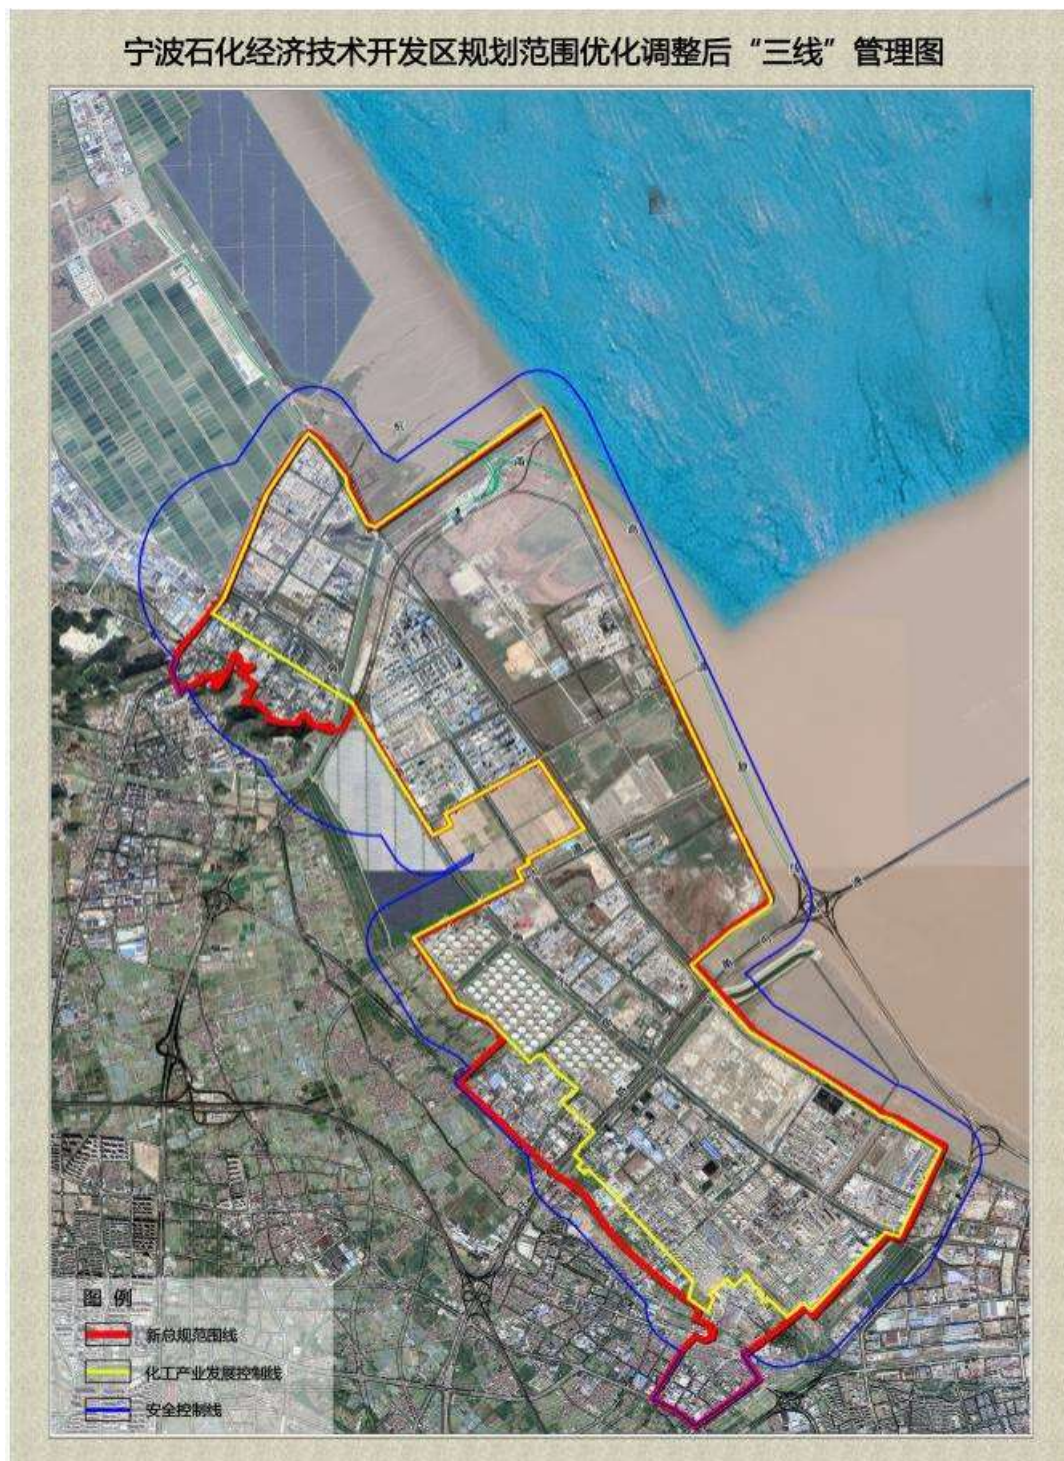 宁波石化经济技术开发区规划范围优化调整后“三线”管理图
图 例
新总规范围线
化工产业发展控制线
安全控制线